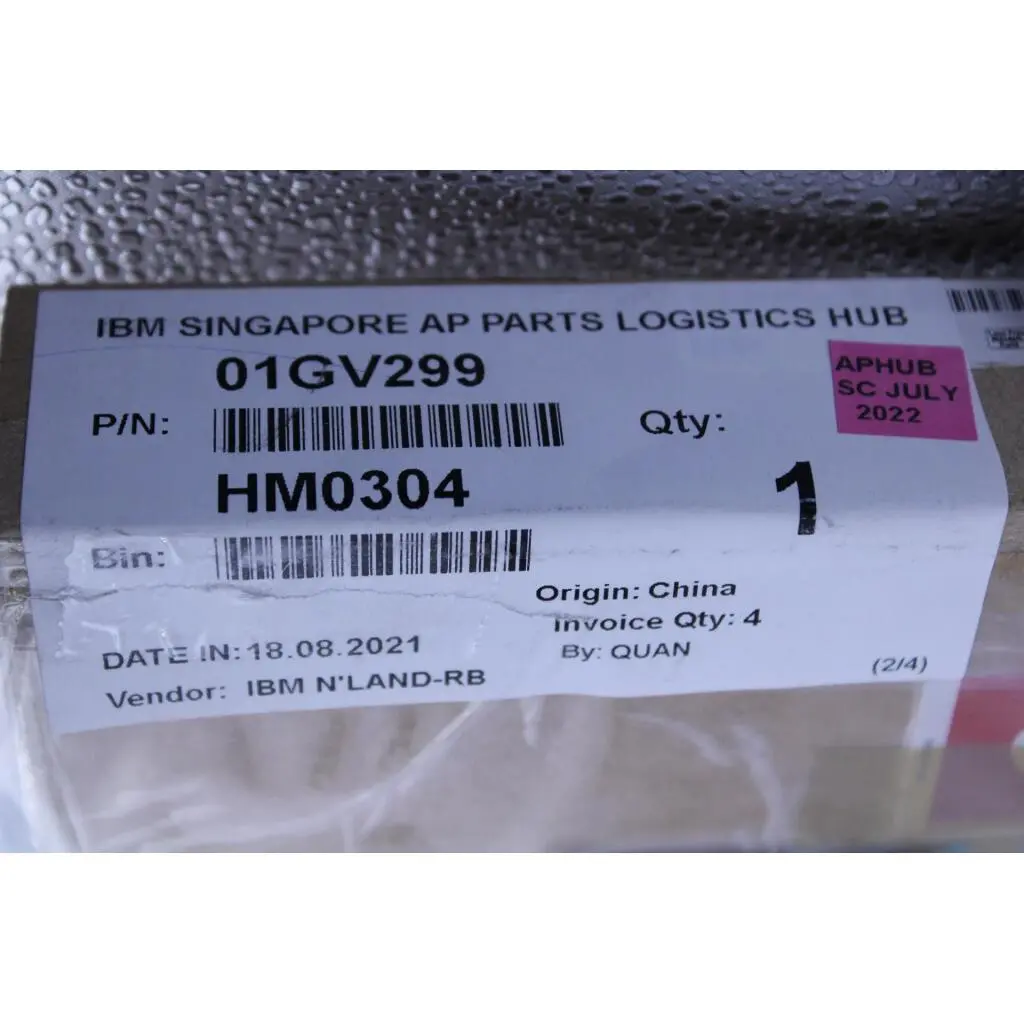 IBM SINGAPORE AP PARTS LOGISTICS HUB
01GV299
P/N:
Qty:
APHUB
SC JULY
2022
HM0304
1
Bin:
Origin: China
Invoice Qty: 4
DATE IN: 18.08.2021
By: QUAN
(2/4)
Vendor: IBM N'LAND-RB